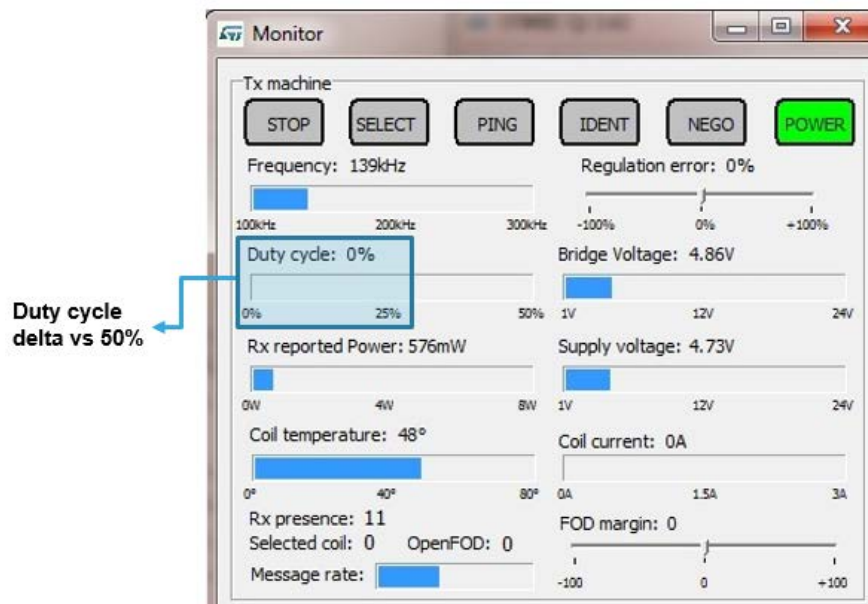 Monitor
Tx machine
STOP SELECT PING IDENT NEGO POWER
Frequency: 139kHz
100kHz 200kHz 300kHz
Regulation error: 0%
-100% 0% +100%
Duty cycle: 0%
0% 25% 50%
Bridge Voltage: 4.86V
1V 12V 24V
Duty cycle
delta vs 50%
Rx reported Power: 576mW
0W 4W 8W
Supply voltage: 4.73V
1V 12V 24V
Coil temperature: 48°
0° 40° 80°
Coil current: 0A
0A 1.5A 3A
Rx presence: 11
Selected coil: 0 OpenFOD: 0
Message rate:
FOD margin: 0
-100 0 +100